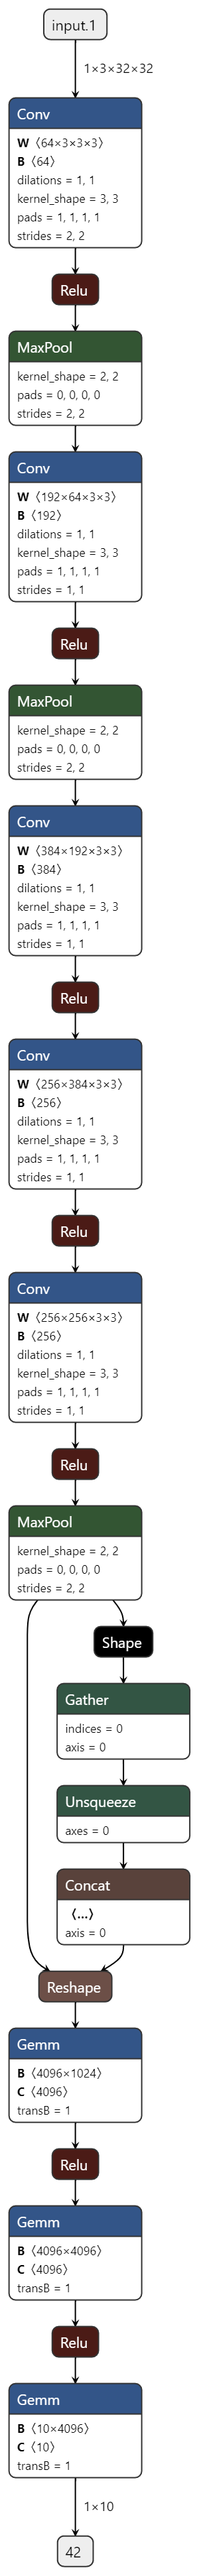 input.1
1×3×32×32
Conv
W 〈64×3×3×3〉
B 〈64〉
dilations = 1, 1
kernel_shape = 3, 3
pads = 1, 1, 1, 1
strides = 2, 2
Relu
MaxPool
kernel_shape = 2, 2
pads = 0, 0, 0, 0
strides = 2, 2
Conv
W 〈192×64×3×3〉
B 〈192〉
dilations = 1, 1
kernel_shape = 3, 3
pads = 1, 1, 1, 1
strides = 1, 1
Relu
MaxPool
kernel_shape = 2, 2
pads = 0, 0, 0, 0
strides = 2, 2
Conv
W 〈384×192×3×3〉
B 〈384〉
dilations = 1, 1
kernel_shape = 3, 3
pads = 1, 1, 1, 1
strides = 1, 1
Relu
Conv
W 〈256×384×3×3〉
B 〈256〉
dilations = 1, 1
kernel_shape = 3, 3
pads = 1, 1, 1, 1
strides = 1, 1
Relu
Conv
W 〈256×256×3×3〉
B 〈256〉
dilations = 1, 1
kernel_shape = 3, 3
pads = 1, 1, 1, 1
strides = 1, 1
Relu
MaxPool
kernel_shape = 2, 2
pads = 0, 0, 0, 0
strides = 2, 2
Shape
Gather
indices = 0
axis = 0
Unsqueeze
axes = 0
Concat
〈...〉
axis = 0
Reshape
Gemm
B 〈4096×1024〉
C 〈4096〉
transB = 1
Relu
Gemm
B 〈4096×4096〉
C 〈4096〉
transB = 1
Relu
Gemm
B 〈10×4096〉
C 〈10〉
transB = 1
1×10
42